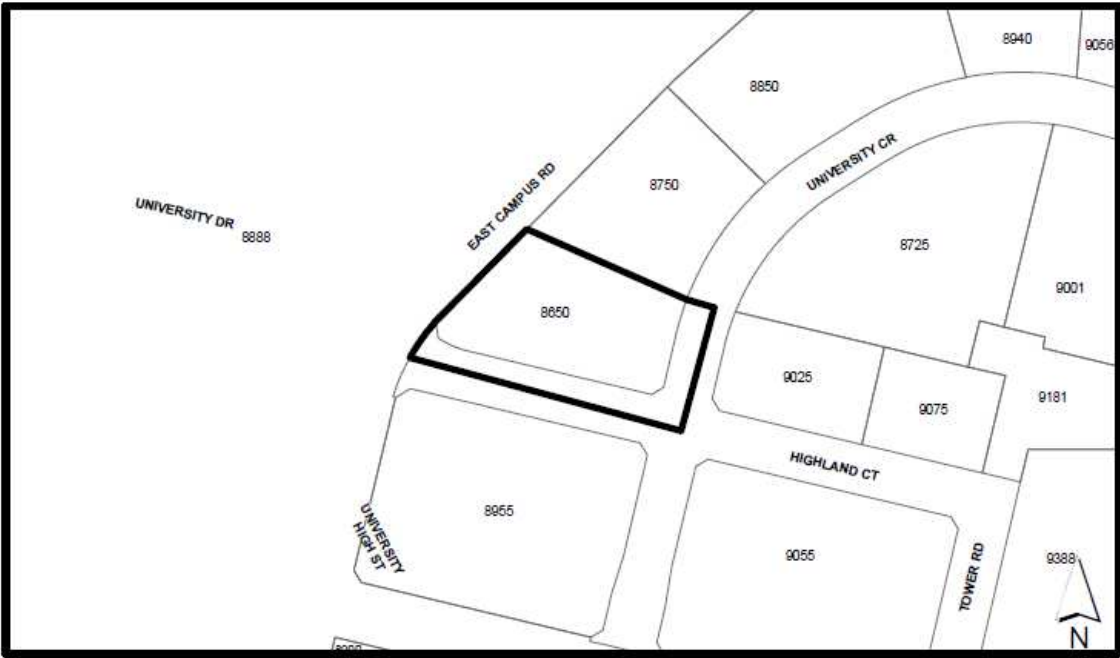 8940
9056
8850
UNIVERSITY CR
EAST CAMPUS RD
8750
UNIVERSITY DR
8888
8725
9001
8650
9025
9075
9181
HIGHLAND CT
8955
UNIVERSITY
HIGH ST
9055
TOWER RD
9388
N